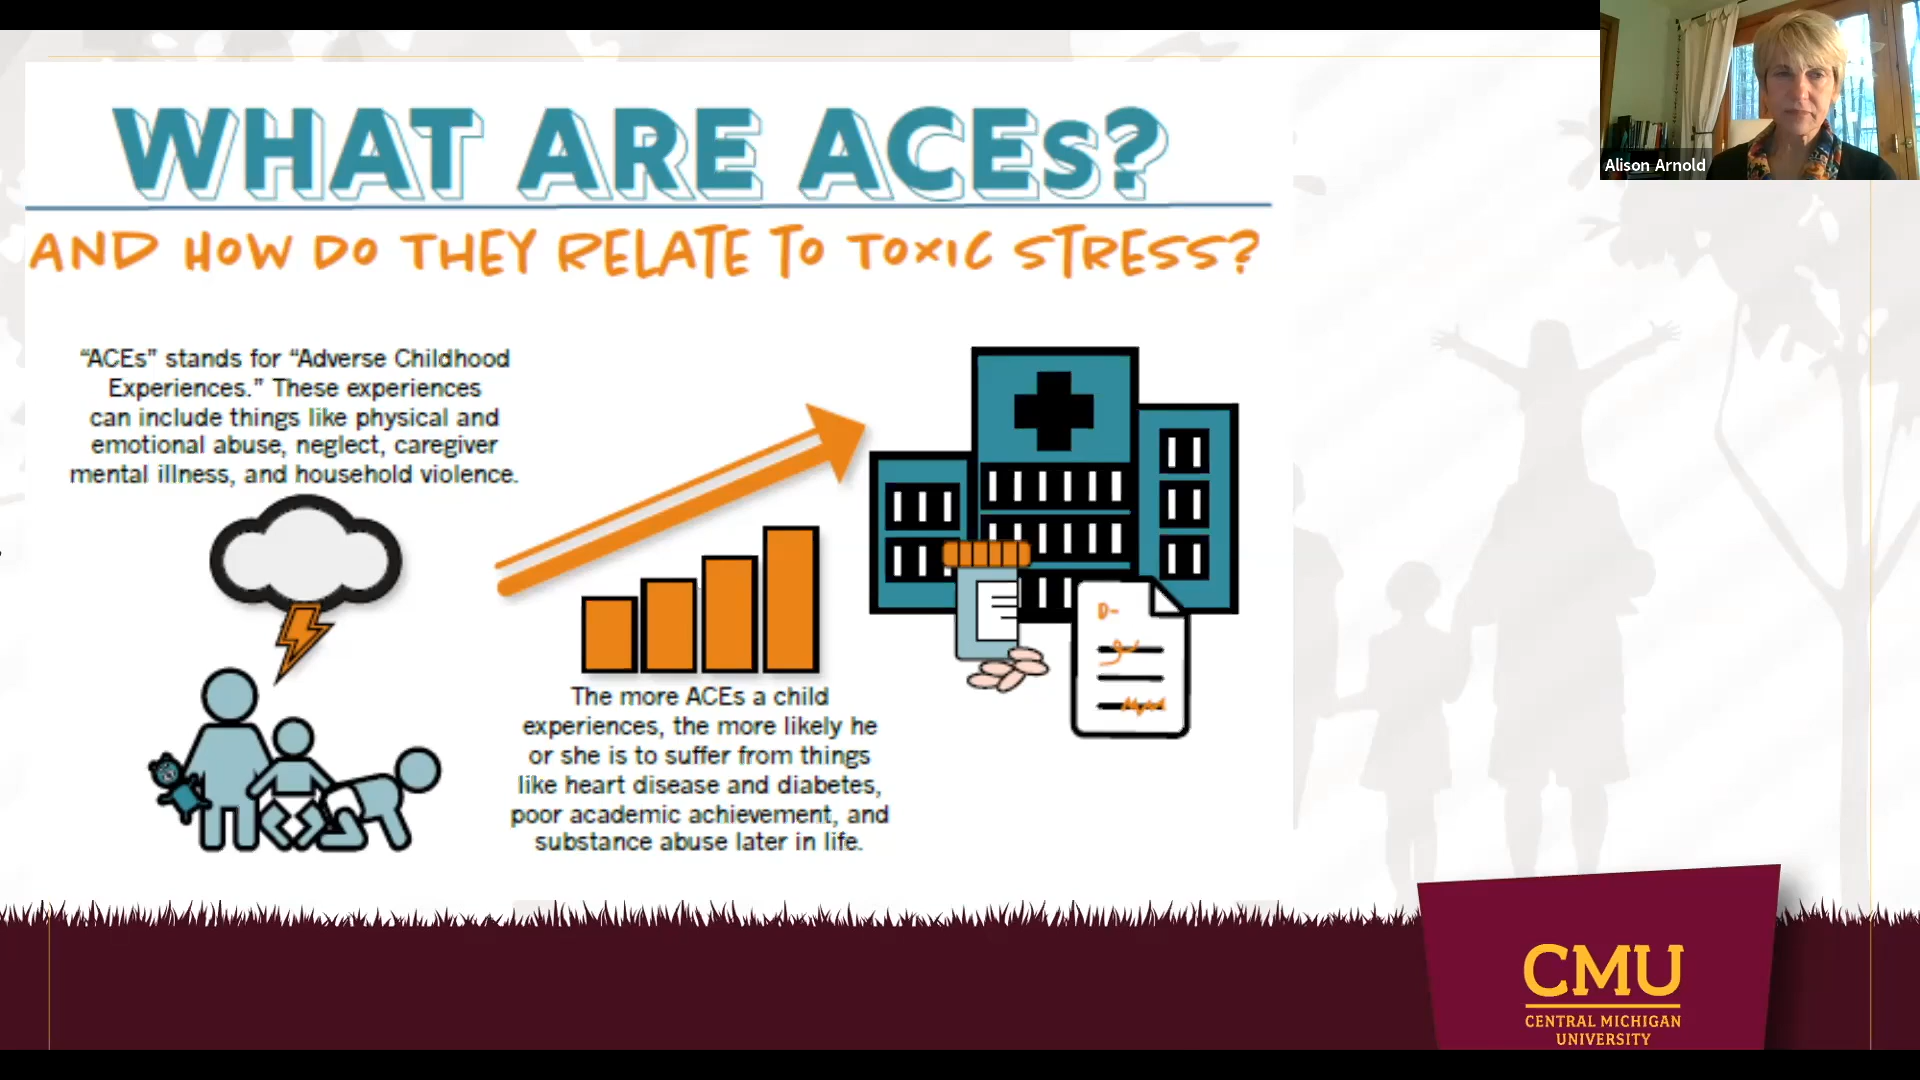 WHAT ARE ACEs?
AND HOW DO THEY RELATE TO TOXIC STRESS?
“ACEs” stands for “Adverse Childhood
Experiences.” These experiences
can include things like physical and
emotional abuse, neglect, caregiver
mental illness, and household violence.
The more ACEs a child
experiences, the more likely he
or she is to suffer from things
like heart disease and diabetes,
poor academic achievement, and
substance abuse later in life.
D-
Alison Arnold
CMU
CENTRAL MICHIGAN
UNIVERSITY